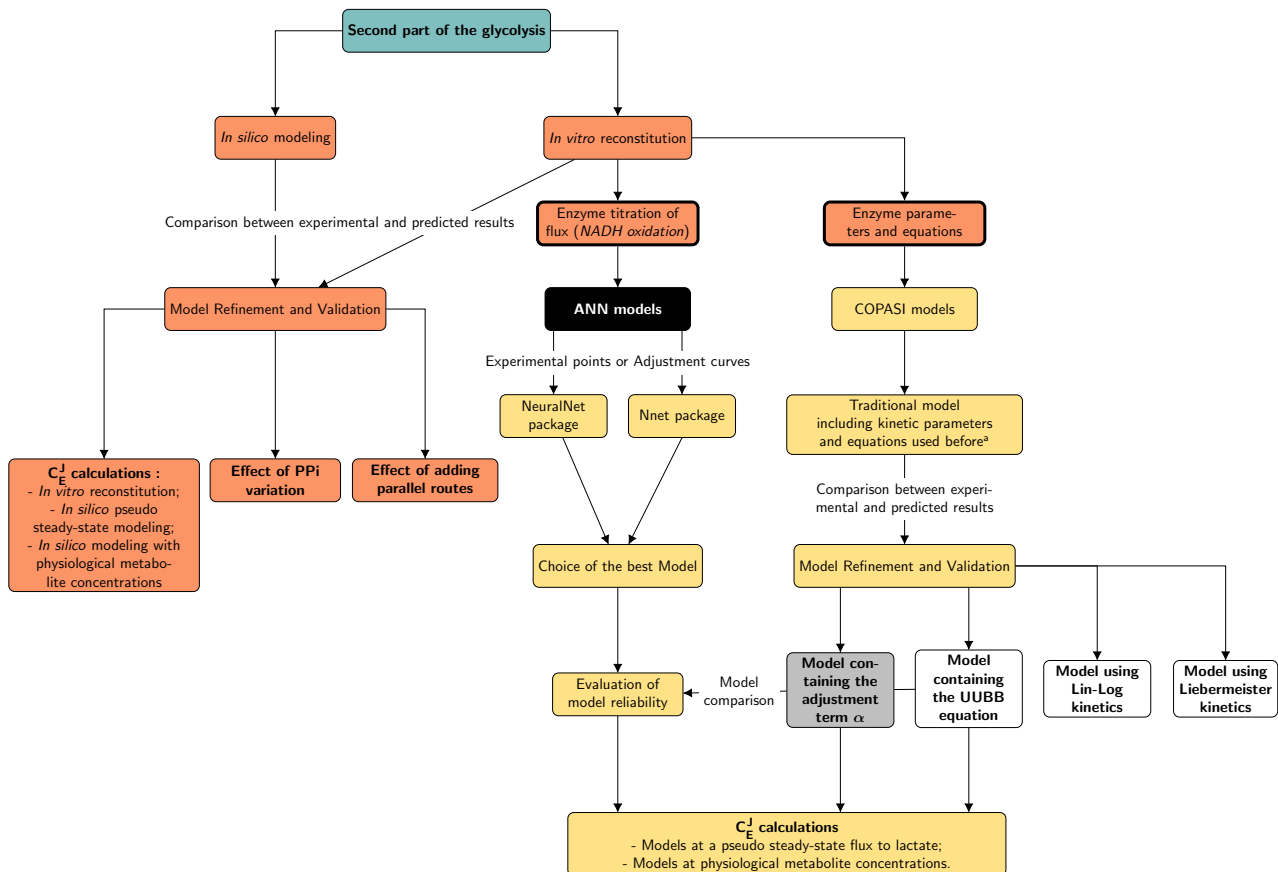 Second part of the glycolysis
In silico modeling
In vitro reconstitution
Comparison between experimental and predicted results
Enzyme titration of
flux (NADH oxidation)
Enzyme parame-
ters and equations
Model Refinement and Validation
ANN models
COPASI models
Experimental points or Adjustment curves
NeuralNet
package
Nnet package
Traditional model
including kinetic parameters
and equations used before^a
C_E^J calculations :
- In vitro reconstitution;
- In silico pseudo
steady-state modeling;
- In silico modeling with
physiological metabo-
lite concentrations
Effect of PPi
variation
Effect of adding
parallel routes
Comparison between experi-
mental and predicted results
Choice of the best Model
Model Refinement and Validation
Evaluation of
model reliability
Model
comparison
Model con-
taining the
adjustment
term α
Model
containing
the UUBB
equation
Model using
Lin-Log
kinetics
Model using
Liebermeister
kinetics
C_E^J calculations
- Models at a pseudo steady-state flux to lactate;
- Models at physiological metabolite concentrations.